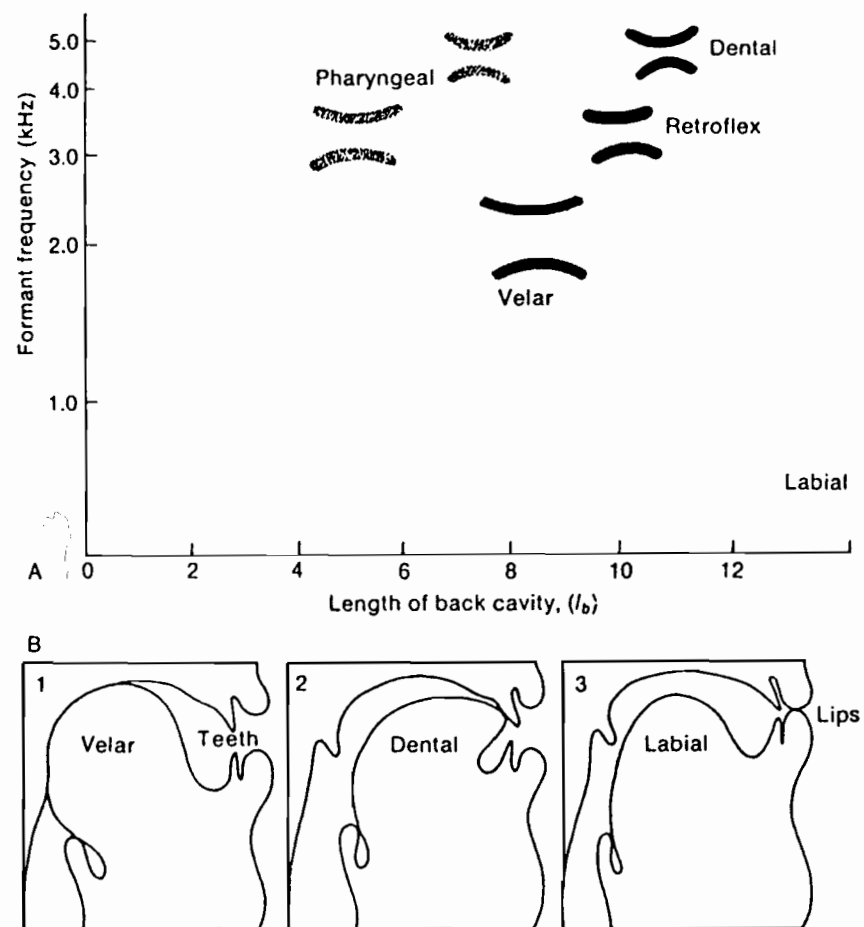 5.0
Dental
Pharyngeal
4.0
Retroflex
3.0
2.0
Velar
Formant frequency (kHz)
1.0
Labial
A
0 2 4 6 8 10 12
Length of back cavity, (lb)
B
1 2 3
Velar Teeth Dental Labial Lips